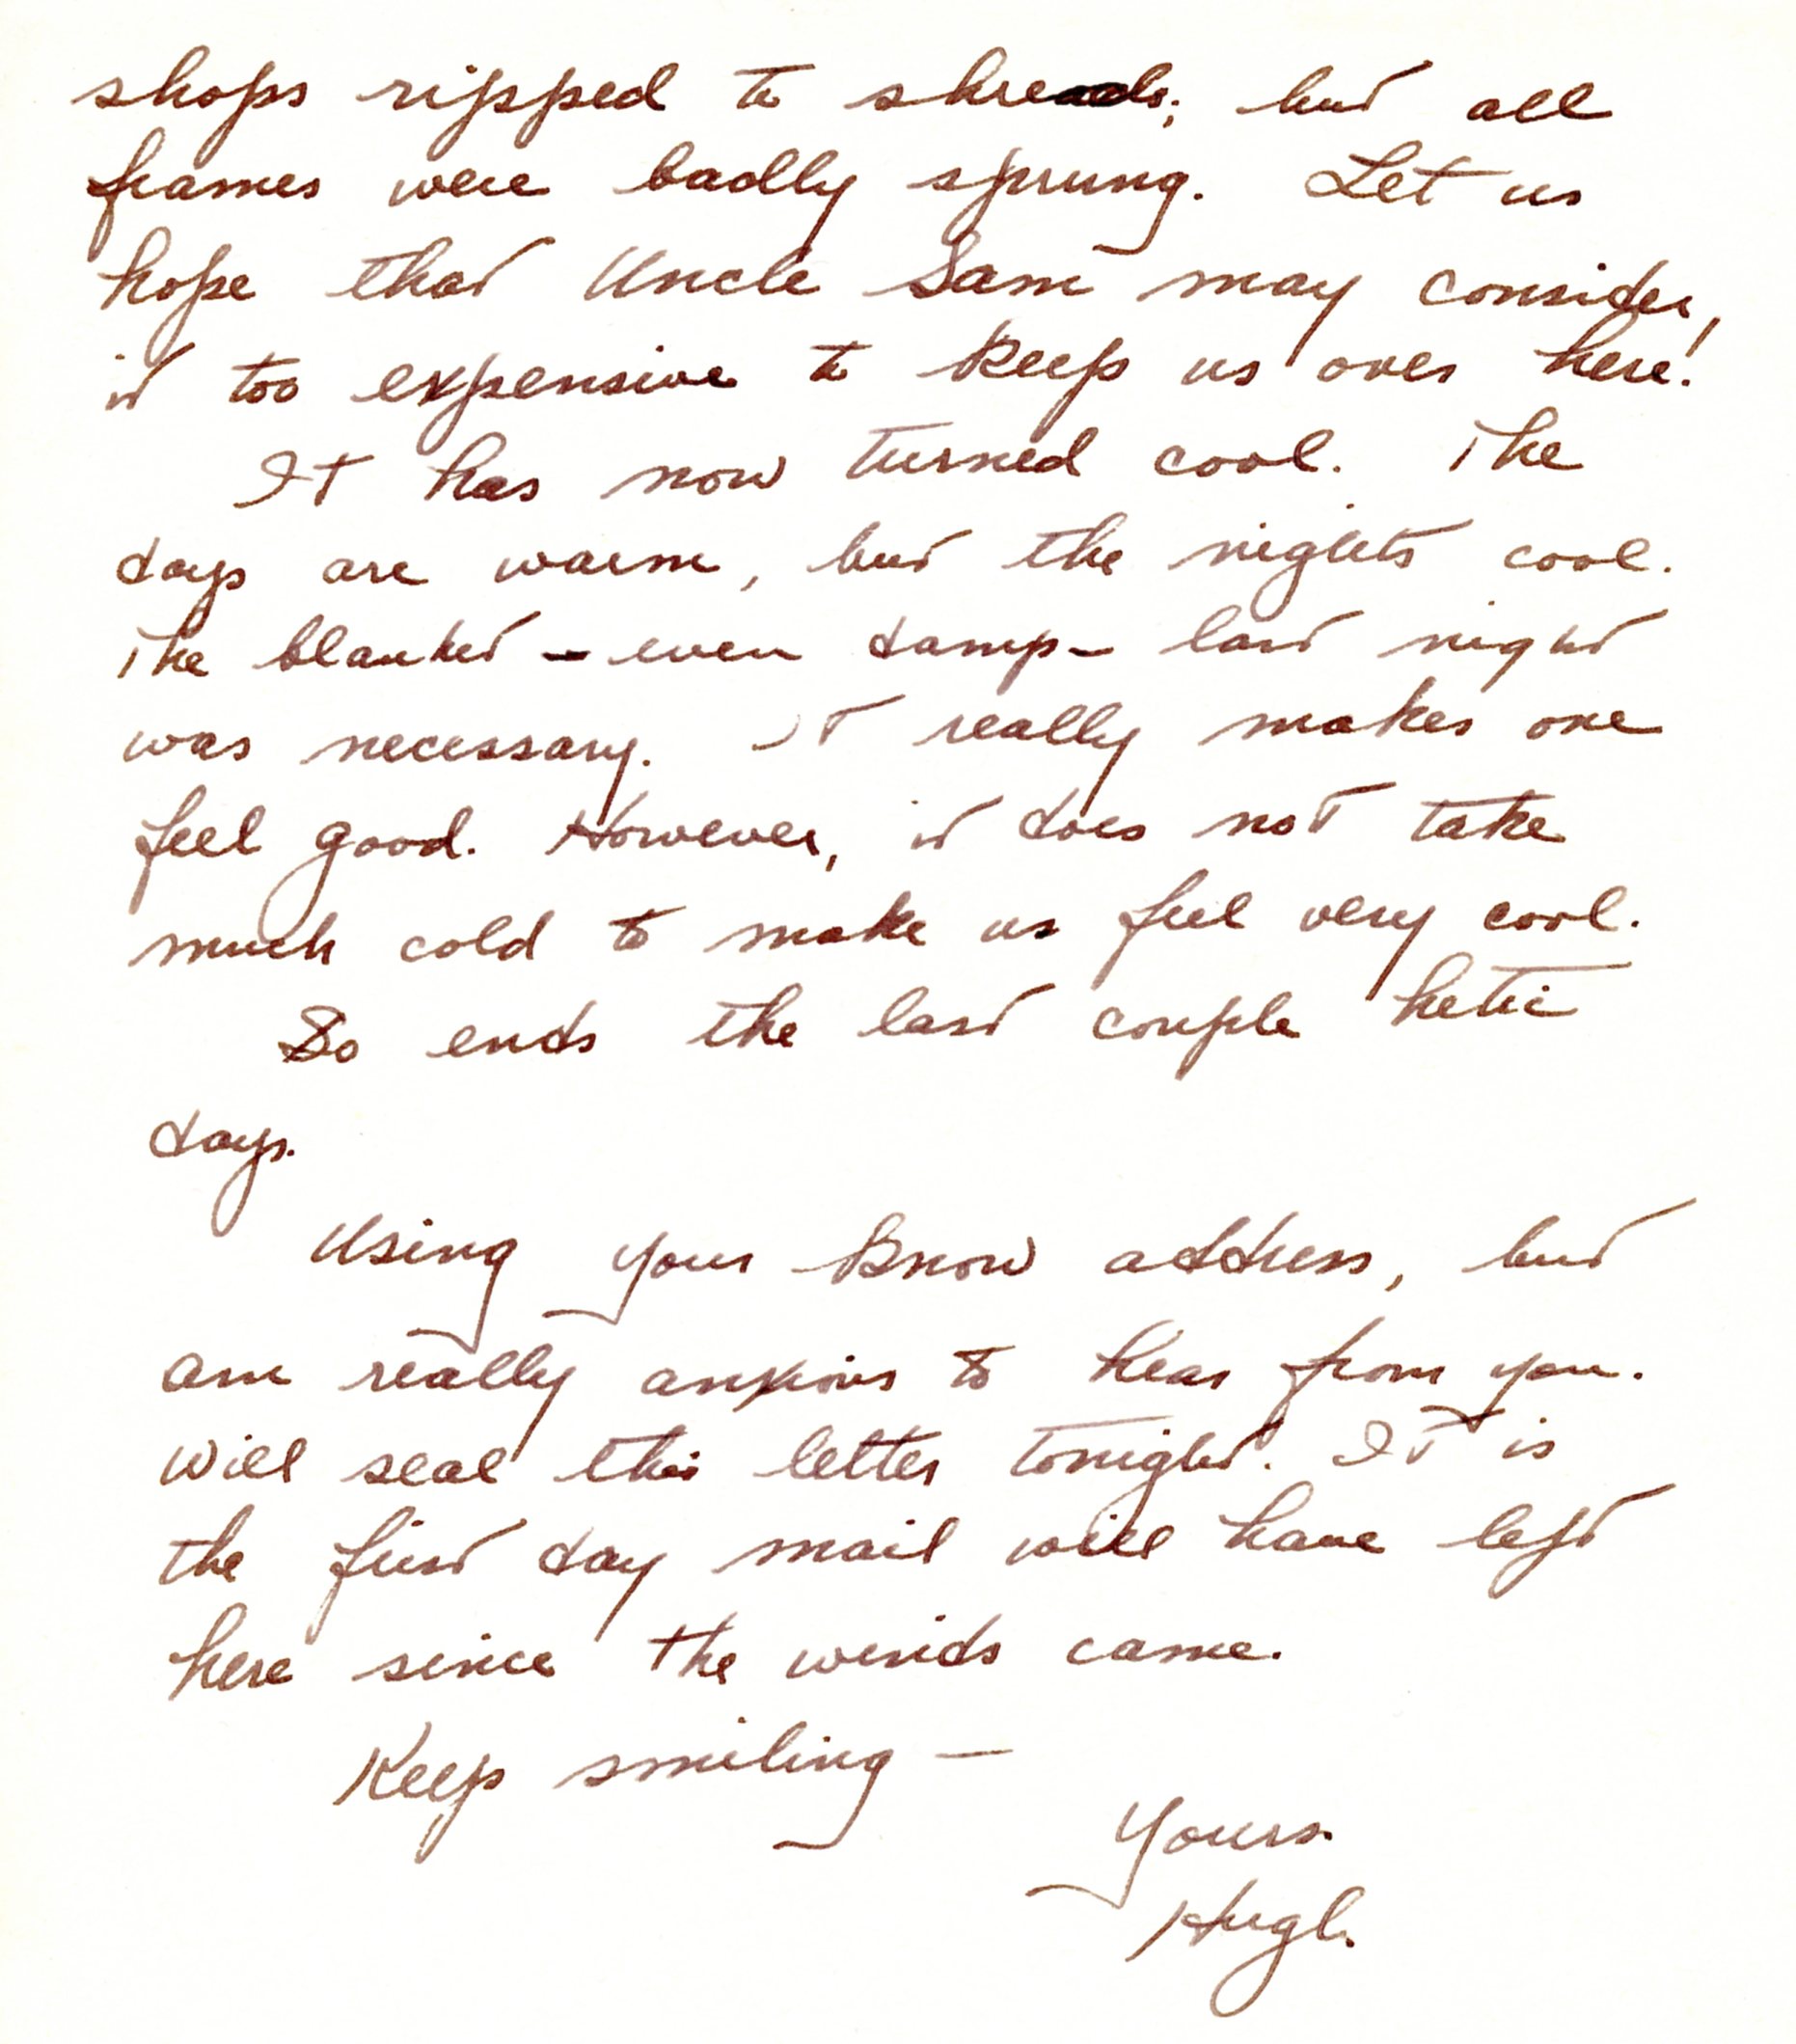 shops ripped to shreads; but all
frames were badly sprung. Let us
hope that Uncle Sam may consider,
it too expensive to keep us over here!
It has now turned cool. The
days are warm, but the nights cool.
The blanket - even damp - last night
was necessary. It really makes one
feel good. However, it does not take
much cold to make us feel very cool.
So ends the last couple hetic
days.
Using your know address, but
am really anxious to hear from you.
Will seal this letter tonight. It is
the first day mail will have left
here since the winds came.
Keep smiling —
Yours.
Hugh.